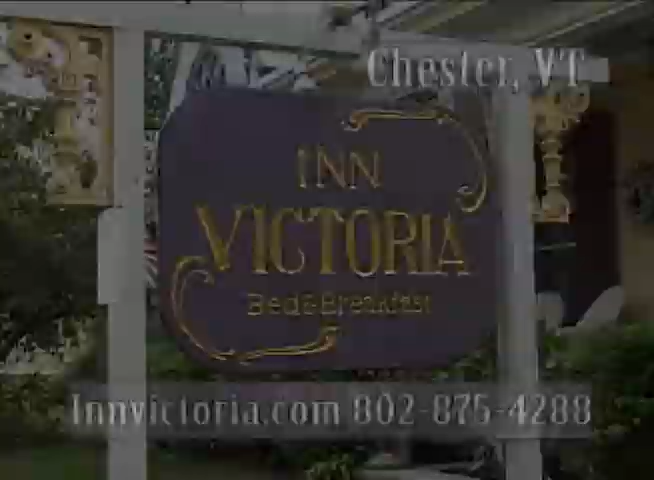 Chester, VT
INN
VICTORIA
Bed&Breakfast
Innvictoria.com 802-875-4288